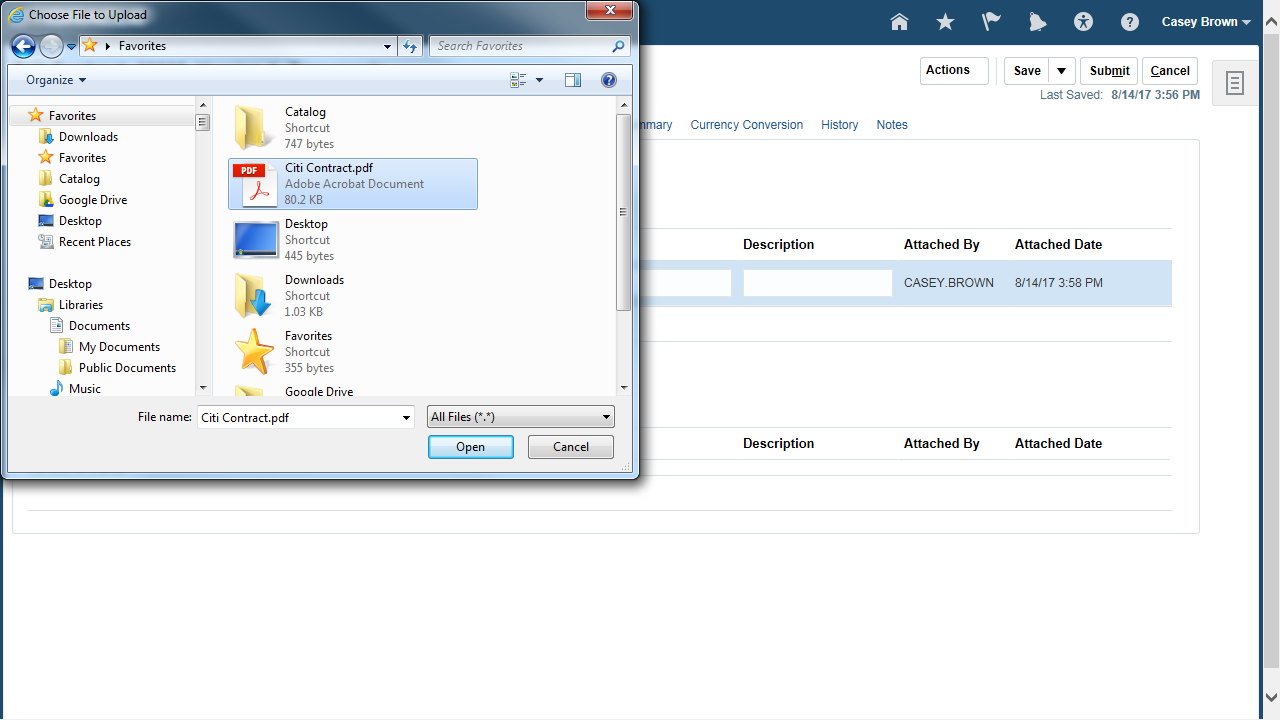 Choose File to Upload
Favorites
Search Favorites
Organize
Favorites
Downloads
Favorites
Catalog
Google Drive
Desktop
Recent Places
Desktop
Libraries
Documents
My Documents
Public Documents
Music
Catalog
Shortcut
747 bytes
PDF
Citi Contract.pdf
Adobe Acrobat Document
80.2 KB
Desktop
Shortcut
445 bytes
Downloads
Shortcut
1.03 KB
Favorites
Shortcut
355 bytes
Google Drive
File name: Citi Contract.pdf
All Files (*.*)
Open Cancel
Casey Brown
Actions Save Submit Cancel
Last Saved: 8/14/17 3:56 PM
mmary Currency Conversion History Notes
Description Attached By Attached Date
CASEY.BROWN 8/14/17 3:58 PM
Description Attached By Attached Date